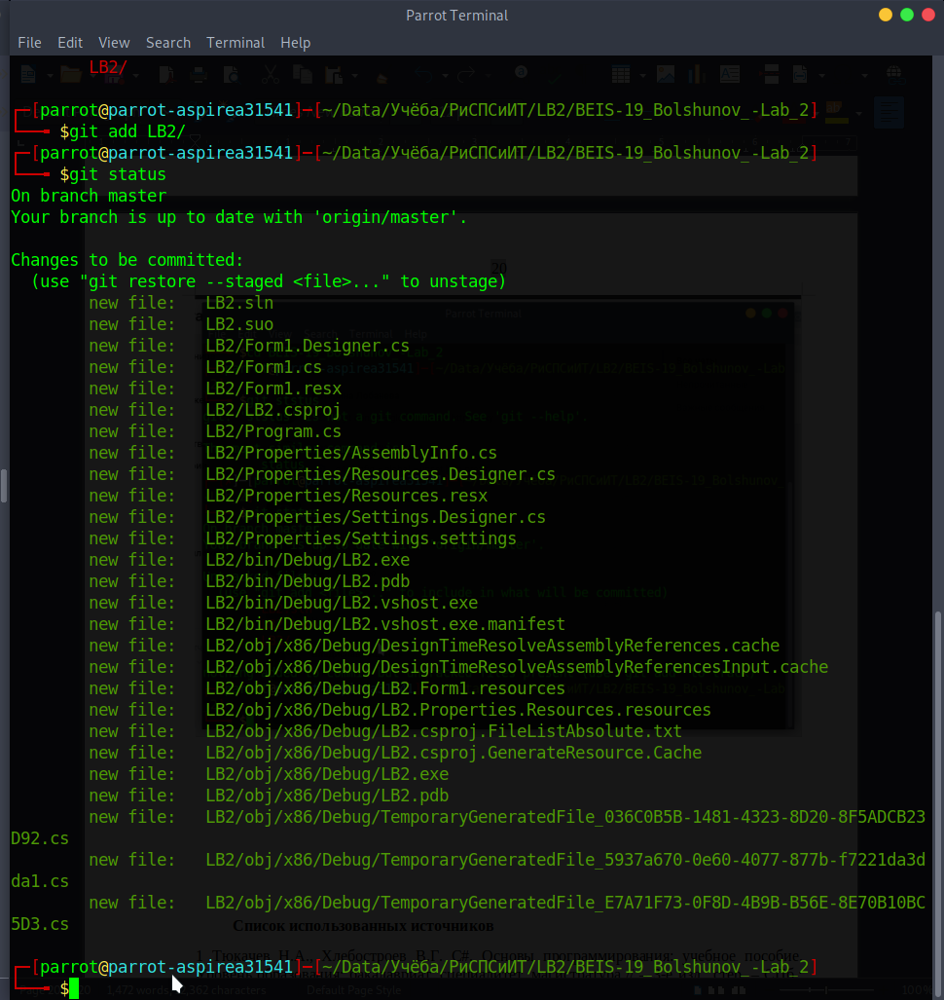 Parrot Terminal
File Edit View Search Terminal Help
LB2/
[parrot@parrot-aspirea31541]─[~/Data/Учёба/РиСПСиИТ/LB2/BEIS-19_Bolshunov_-Lab_2]
$git add LB2/
[parrot@parrot-aspirea31541]─[~/Data/Учёба/РиСПСиИТ/LB2/BEIS-19_Bolshunov_-Lab_2]
$git status
On branch master
Your branch is up to date with 'origin/master'.
Changes to be committed:
(use "git restore --staged <file>..." to unstage)
new file: LB2.sln
new file: LB2.suo
new file: LB2/Form1.Designer.cs
new file: LB2/Form1.cs
new file: LB2/Form1.resx
new file: LB2/LB2.csproj
new file: LB2/Program.cs
new file: LB2/Properties/AssemblyInfo.cs
new file: LB2/Properties/Resources.Designer.cs
new file: LB2/Properties/Resources.resx
new file: LB2/Properties/Settings.Designer.cs
new file: LB2/Properties/Settings.settings
new file: LB2/bin/Debug/LB2.exe
new file: LB2/bin/Debug/LB2.pdb
new file: LB2/bin/Debug/LB2.vshost.exe
new file: LB2/bin/Debug/LB2.vshost.exe.manifest
new file: LB2/obj/x86/Debug/DesignTimeResolveAssemblyReferences.cache
new file: LB2/obj/x86/Debug/DesignTimeResolveAssemblyReferencesInput.cache
new file: LB2/obj/x86/Debug/LB2.Form1.resources
new file: LB2/obj/x86/Debug/LB2.Properties.Resources.resources
new file: LB2/obj/x86/Debug/LB2.csproj.FileListAbsolute.txt
new file: LB2/obj/x86/Debug/LB2.csproj.GenerateResource.Cache
new file: LB2/obj/x86/Debug/LB2.exe
new file: LB2/obj/x86/Debug/LB2.pdb
new file: LB2/obj/x86/Debug/TemporaryGeneratedFile_036C0B5B-1481-4323-8D20-8F5ADCB23
D92.cs
new file: LB2/obj/x86/Debug/TemporaryGeneratedFile_5937a670-0e60-4077-877b-f7221da3d
da1.cs
new file: LB2/obj/x86/Debug/TemporaryGeneratedFile_E7A71F73-0F8D-4B9B-B56E-8E70B10BC
5D3.cs
Список использованных источников
[parrot@parrot-aspirea31541]─[~/Data/Учёба/РиСПСиИТ/LB2/BEIS-19_Bolshunov_-Lab_2]
$